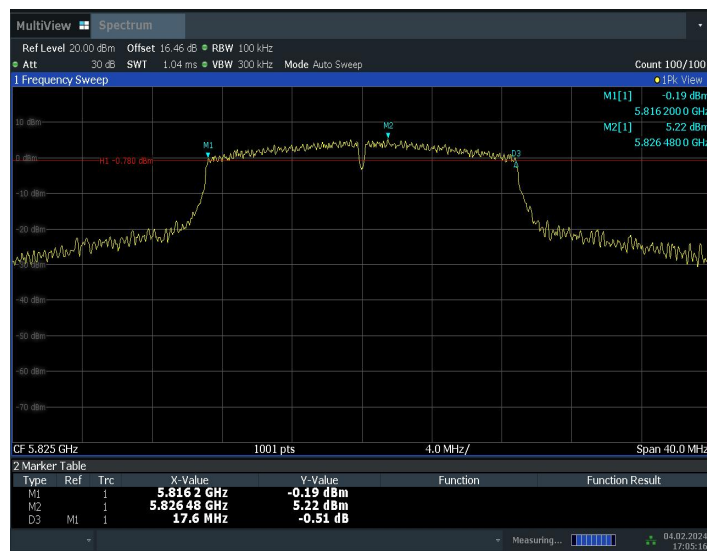 MultiView Spectrum
Ref Level 20.00 dBm Offset 16.46 dB RBW 100 kHz
Att 30 dB SWT 1.04 ms VBW 300 kHz Mode Auto Sweep Count 100/100
1 Frequency Sweep 1Pk View
M1[1] -0.19 dBm
5.816 200 0 GHz
M2[1] 5.22 dBm
5.826 480 0 GHz
10 dBm
M2
M1
D3
0 dBm
H1 -0.780 dBm
-10 dBm
-20 dBm
-30 dBm
-40 dBm
-50 dBm
-60 dBm
-70 dBm
CF 5.825 GHz 1001 pts 4.0 MHz/ Span 40.0 MHz
2 Marker Table
Type Ref Trc X-Value Y-Value Function Function Result
M1 1 5.816 2 GHz -0.19 dBm
M2 1 5.826 48 GHz 5.22 dBm
D3 M1 1 17.6 MHz -0.51 dB
Measuring... 04.02.2024
17:05:16